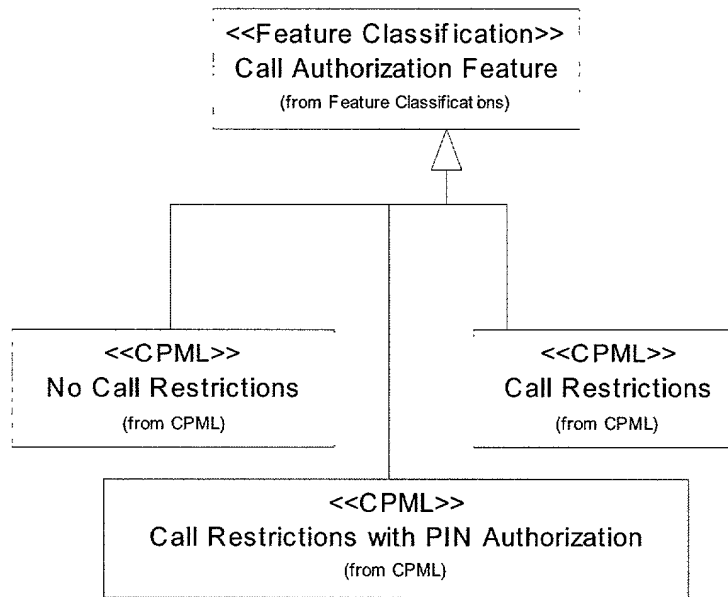 <<Feature Classification>>
Call Authorization Feature
(from Feature Classifications)
<<CPML>>
No Call Restrictions
(from CPML)
<<CPML>>
Call Restrictions
(from CPML)
<<CPML>>
Call Restrictions with PIN Authorization
(from CPML)